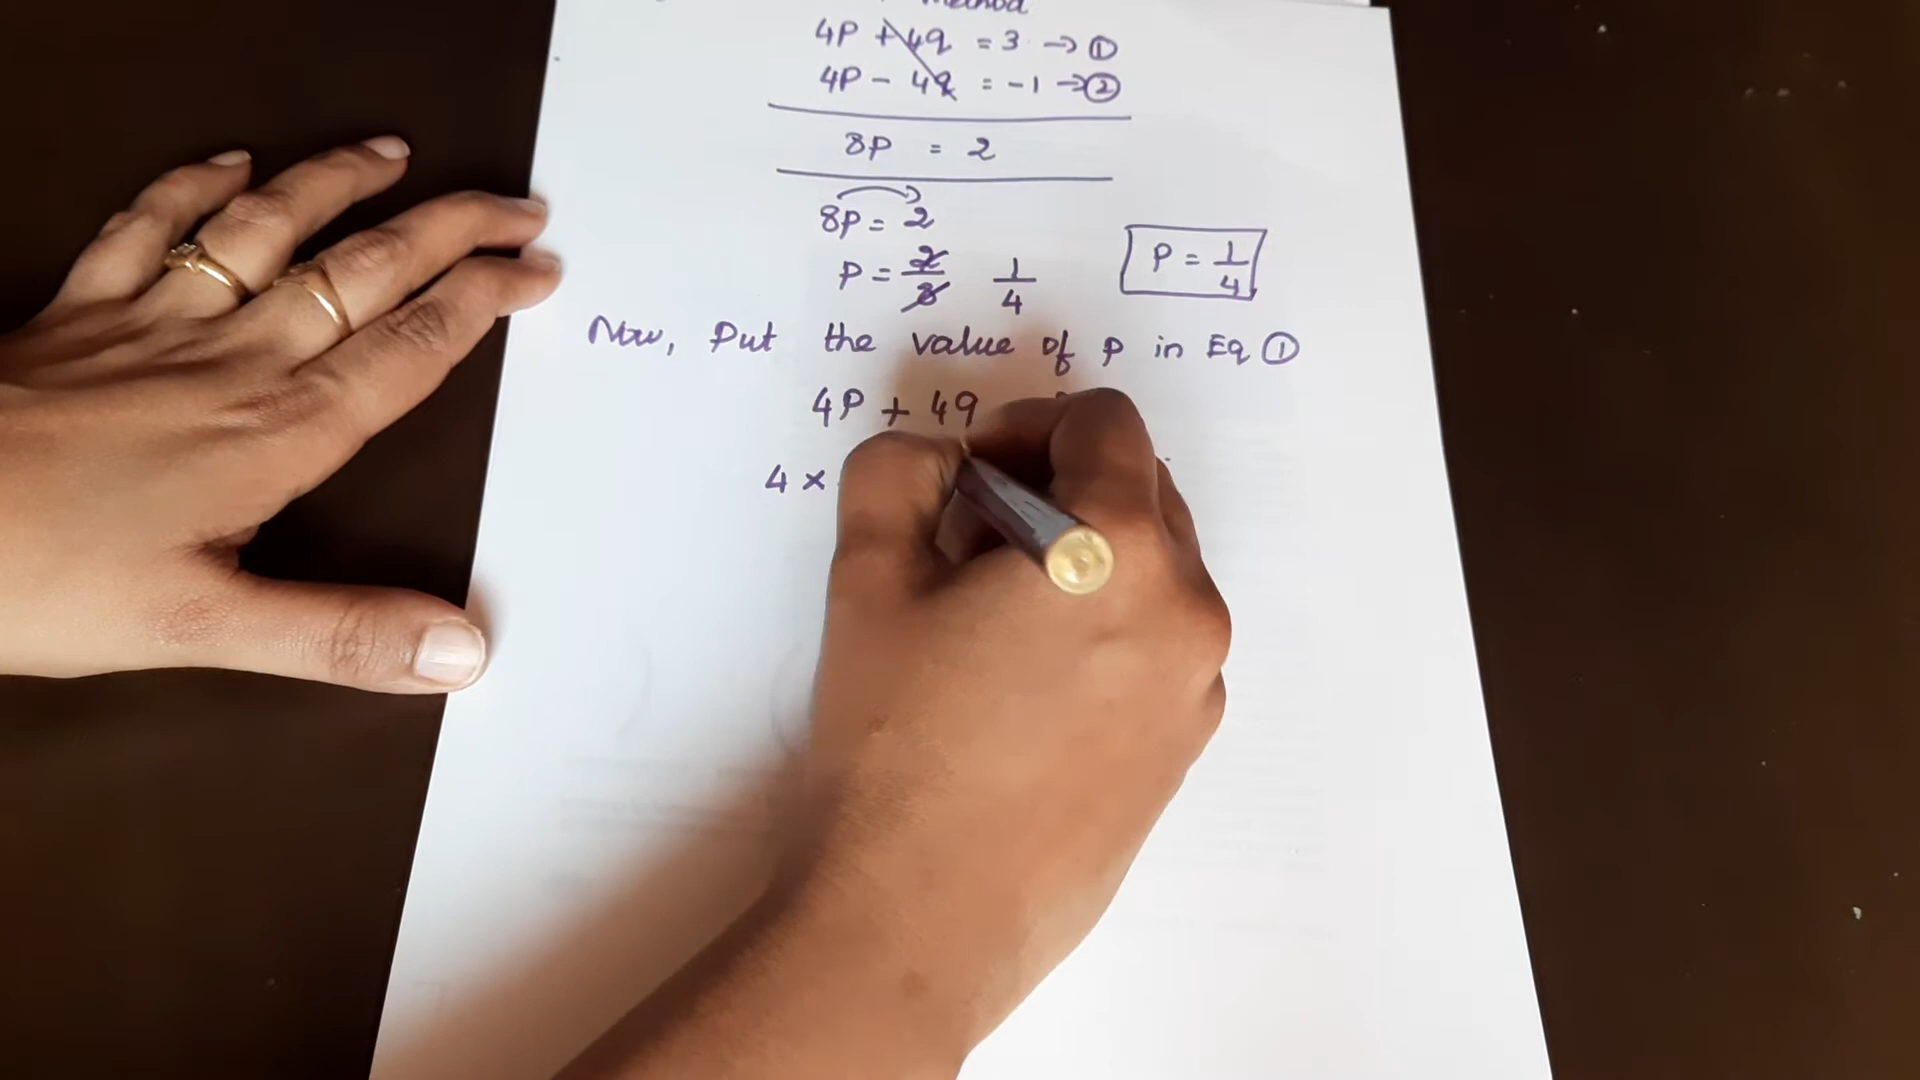 method
4P + 4q = 3 → ①
4P - 4q = -1 → ②
8P = 2
8P = 2
P = 2/8 1/4 P = 1/4
Now, Put the value of P in Eq ①
4P + 4q
4 ×